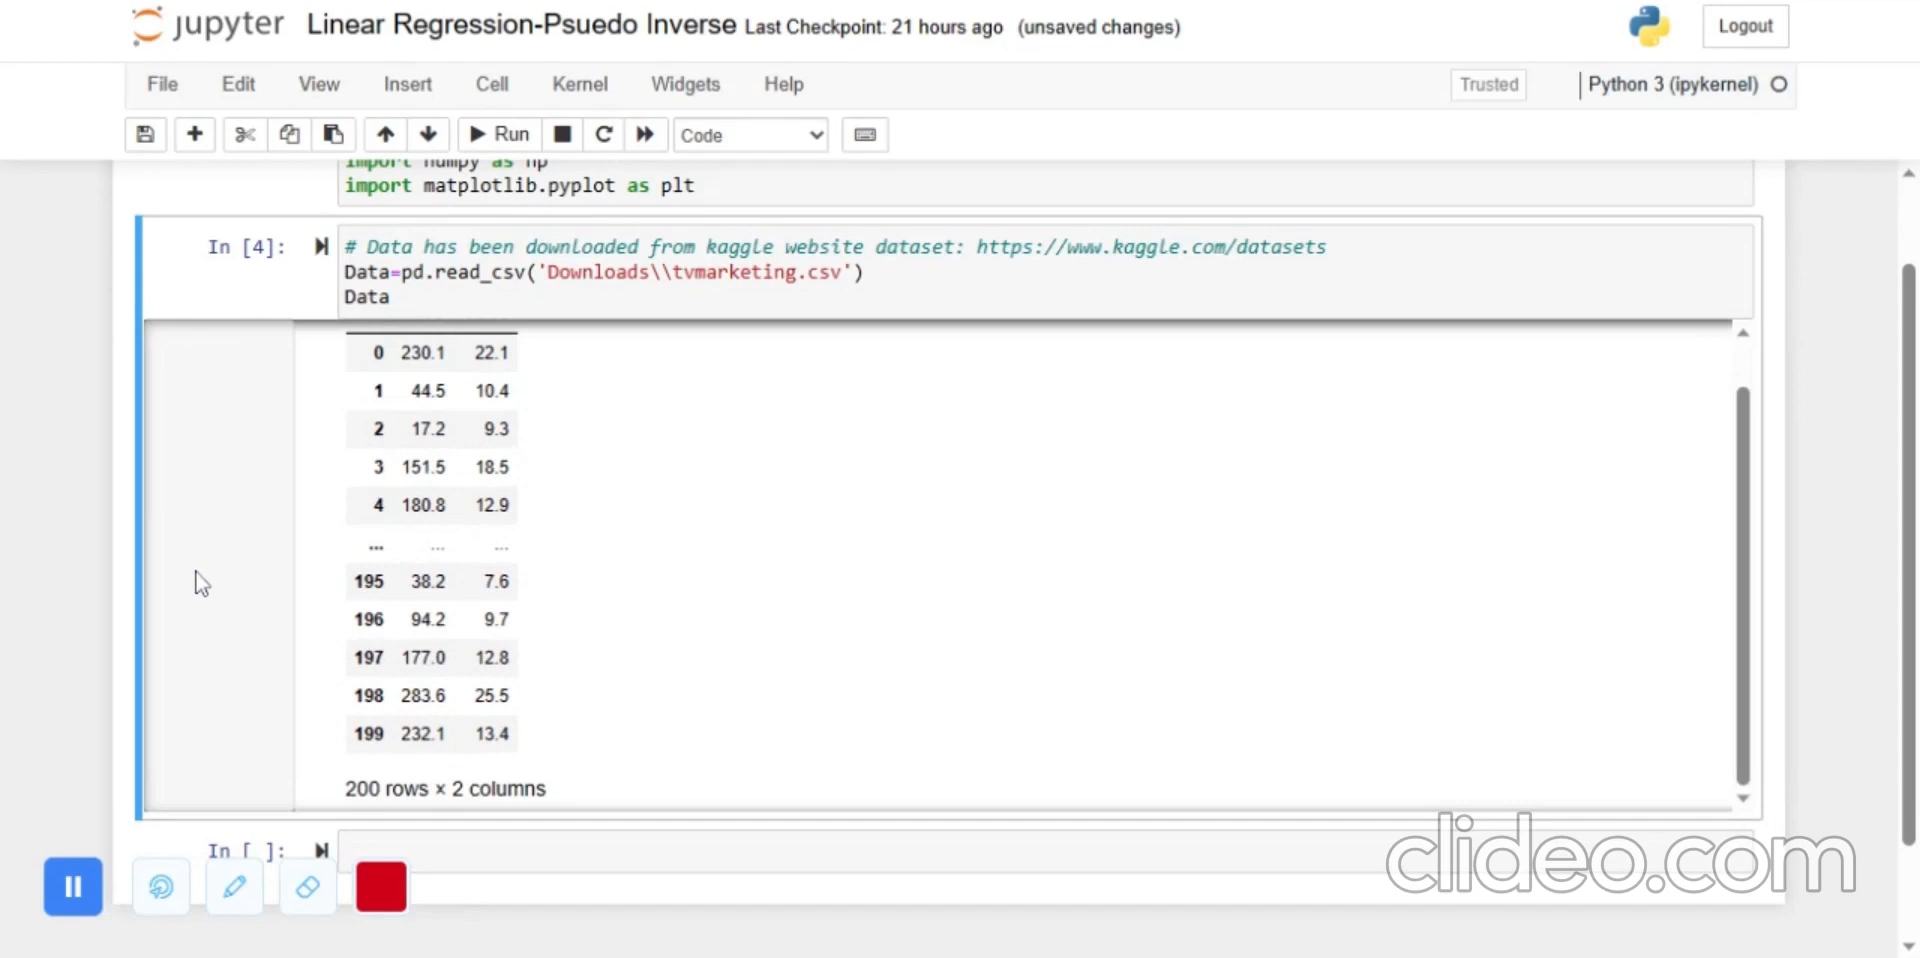 jupyter Linear Regression-Psuedo Inverse Last Checkpoint: 21 hours ago (unsaved changes) Logout
File Edit View Insert Cell Kernel Widgets Help Trusted Python 3 (ipykernel)
Run Code
import numpy as np
import matplotlib.pyplot as plt
In [4]: # Data has been downloaded from kaggle website dataset: https://www.kaggle.com/datasets
Data=pd.read_csv('Downloads\\tvmarketing.csv')
Data
0 230.1 22.1
1 44.5 10.4
2 17.2 9.3
3 151.5 18.5
4 180.8 12.9
... ... ...
195 38.2 7.6
196 94.2 9.7
197 177.0 12.8
198 283.6 25.5
199 232.1 13.4
200 rows × 2 columns
In [ ]:
clideo.com